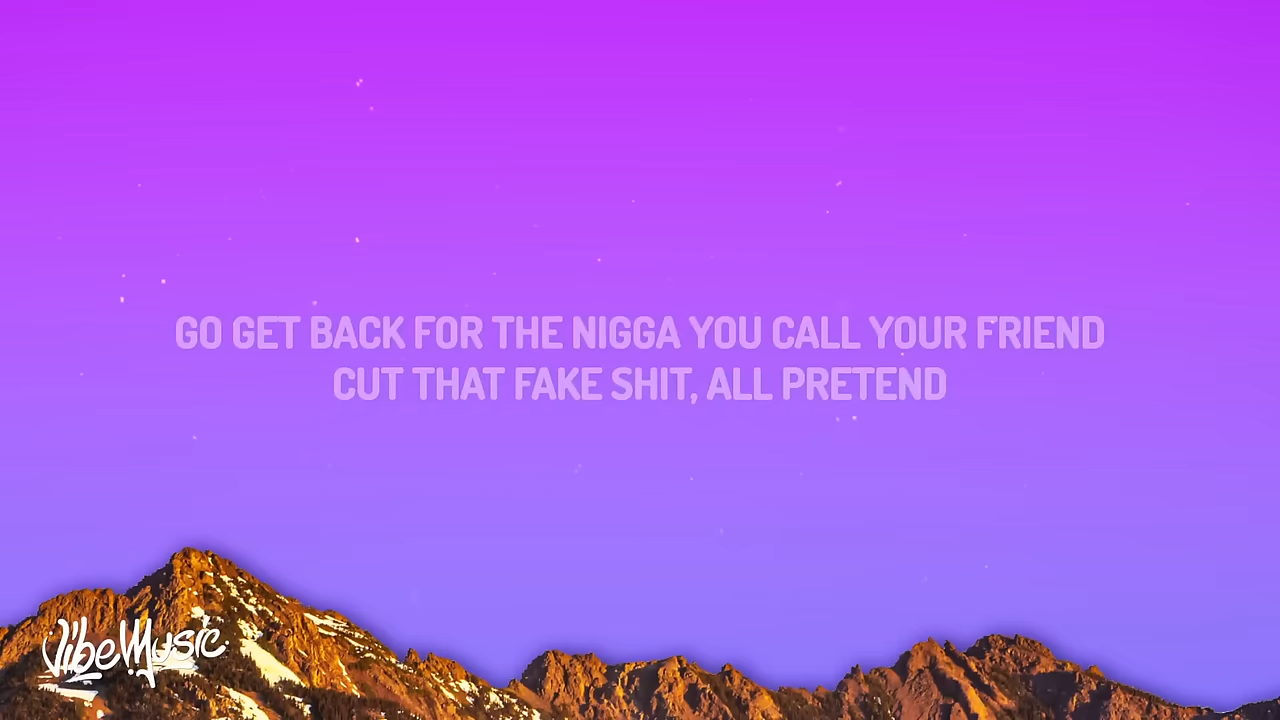 GO GET BACK FOR THE NIGGA YOU CALL YOUR FRIEND
CUT THAT FAKE SHIT, ALL PRETEND
VibeMusic